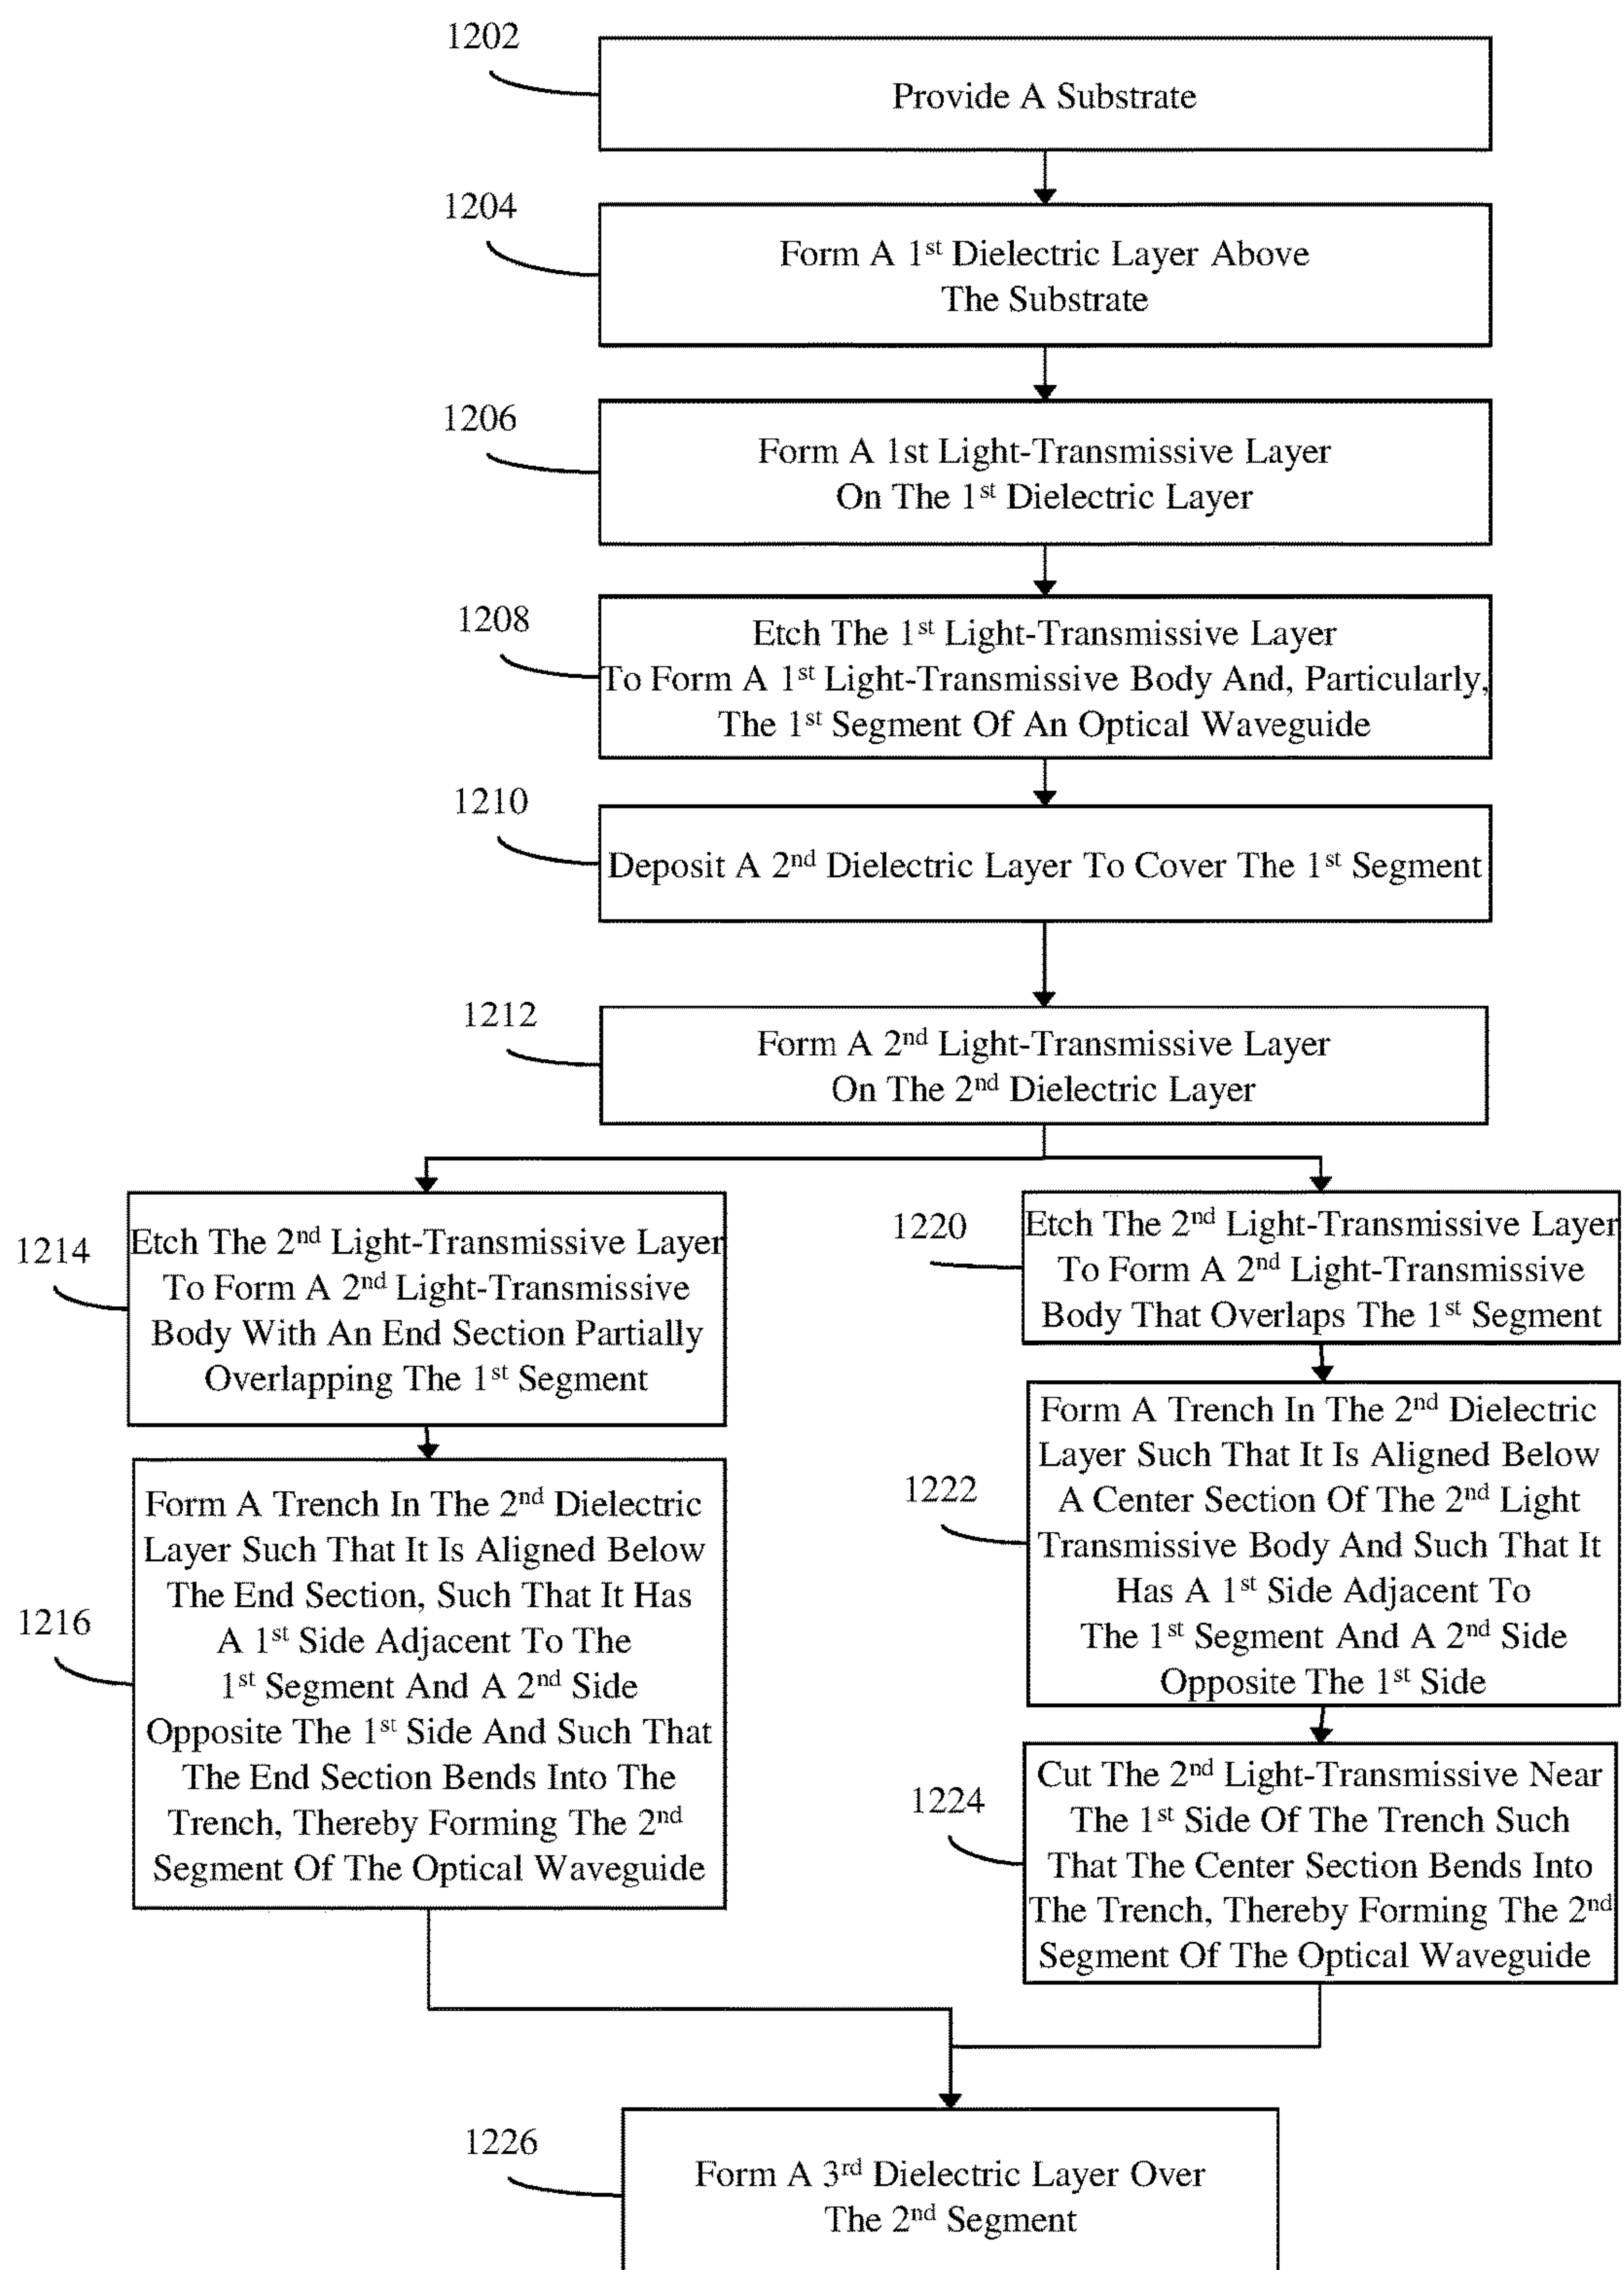 1202
Provide A Substrate
1204
Form A 1st Dielectric Layer Above
The Substrate
1206
Form A 1st Light-Transmissive Layer
On The 1st Dielectric Layer
1208
Etch The 1st Light-Transmissive Layer
To Form A 1st Light-Transmissive Body And, Particularly,
The 1st Segment Of An Optical Waveguide
1210
Deposit A 2nd Dielectric Layer To Cover The 1st Segment
1212
Form A 2nd Light-Transmissive Layer
On The 2nd Dielectric Layer
1214
Etch The 2nd Light-Transmissive Layer
To Form A 2nd Light-Transmissive
Body With An End Section Partially
Overlapping The 1st Segment
1216
Form A Trench In The 2nd Dielectric
Layer Such That It Is Aligned Below
The End Section, Such That It Has
A 1st Side Adjacent To The
1st Segment And A 2nd Side
Opposite The 1st Side And Such That
The End Section Bends Into The
Trench, Thereby Forming The 2nd
Segment Of The Optical Waveguide
1220
Etch The 2nd Light-Transmissive Layer
To Form A 2nd Light-Transmissive
Body That Overlaps The 1st Segment
1222
Form A Trench In The 2nd Dielectric
Layer Such That It Is Aligned Below
A Center Section Of The 2nd Light
Transmissive Body And Such That It
Has A 1st Side Adjacent To
The 1st Segment And A 2nd Side
Opposite The 1st Side
1224
Cut The 2nd Light-Transmissive Near
The 1st Side Of The Trench Such
That The Center Section Bends Into
The Trench, Thereby Forming The 2nd
Segment Of The Optical Waveguide
1226
Form A 3rd Dielectric Layer Over
The 2nd Segment